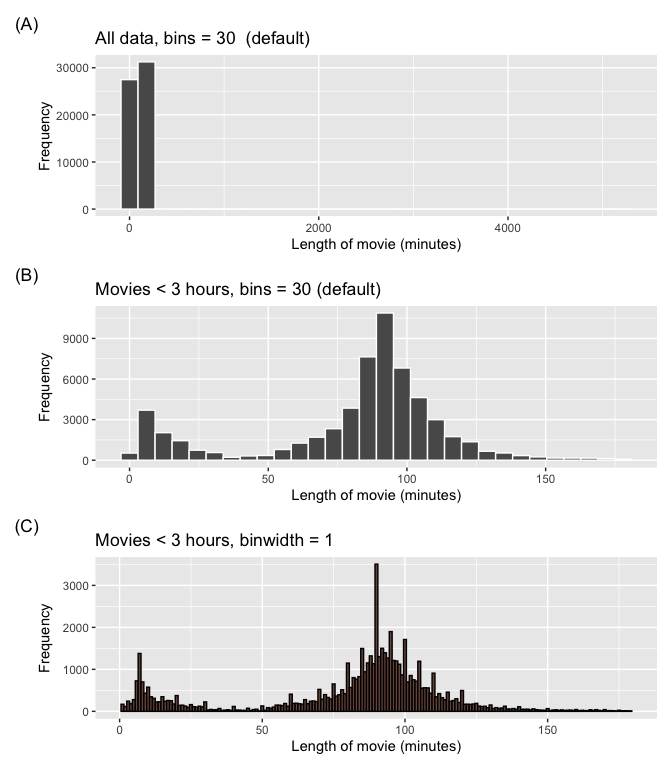 (A)
All data, bins = 30 (default)
30000
20000
10000
0
Frequency
0 2000 4000
Length of movie (minutes)
(B)
Movies < 3 hours, bins = 30 (default)
9000
6000
3000
0
Frequency
0 50 100 150
Length of movie (minutes)
(C)
Movies < 3 hours, binwidth = 1
3000
2000
1000
0
Frequency
0 50 100 150
Length of movie (minutes)